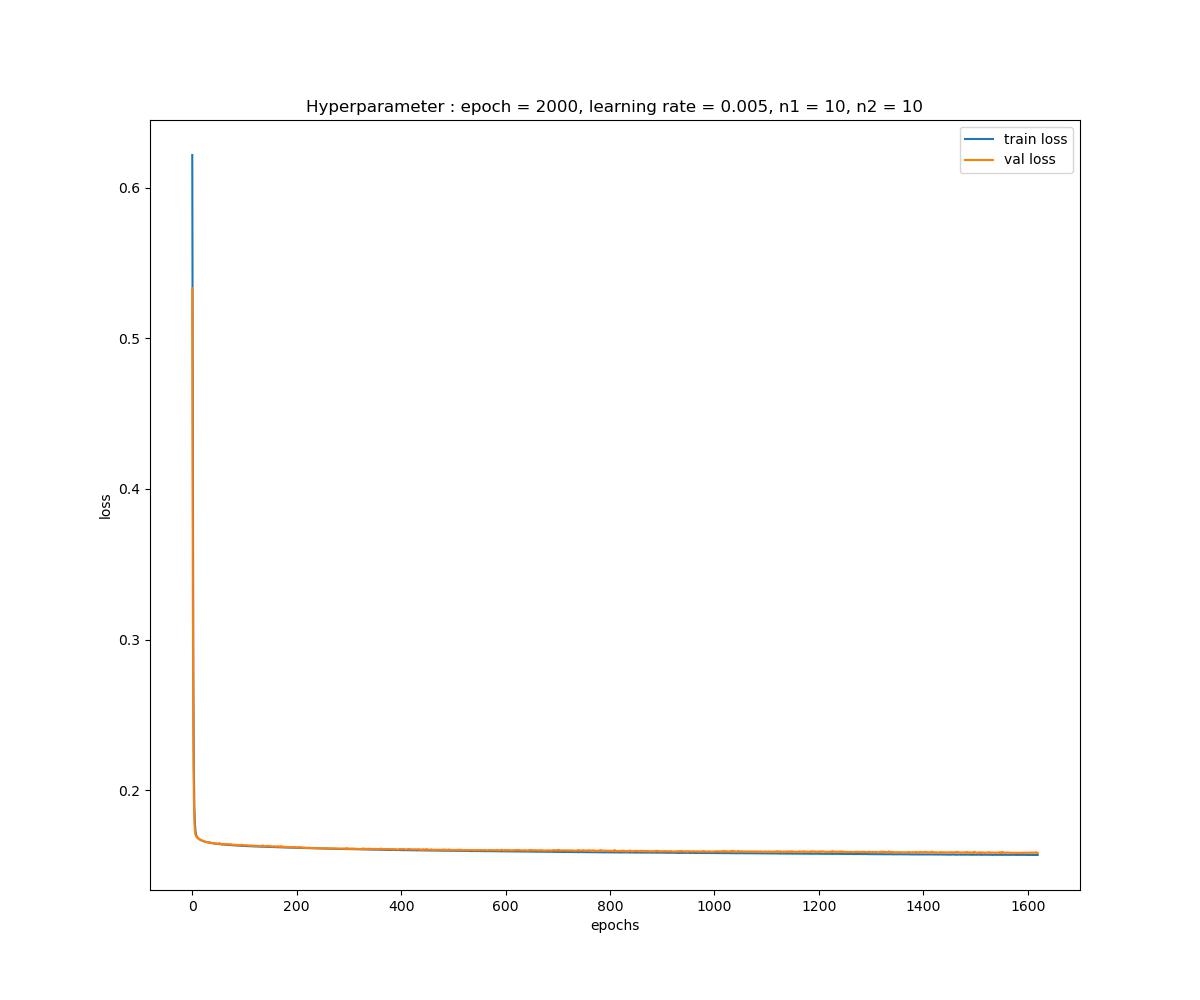 Hyperparameter : epoch = 2000, learning rate = 0.005, n1 = 10, n2 = 10
train loss
val loss
0.6
0.5
0.4
0.3
0.2
loss
0
200
400
600
800
1000
1200
1400
1600
epochs